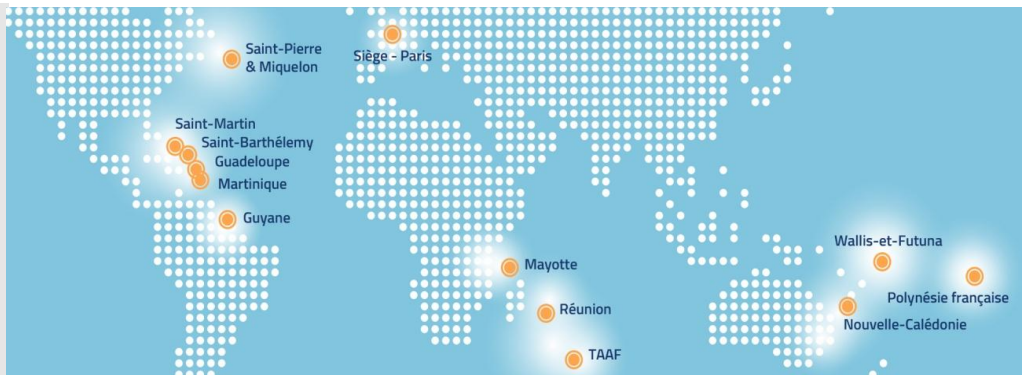 Saint-Pierre
& Miquelon
Siège - Paris
Saint-Martin
Saint-Barthélemy
Guadeloupe
Martinique
Guyane
Wallis-et-Futuna
Mayotte
Polynésie française
Réunion
Nouvelle-Calédonie
TAAF